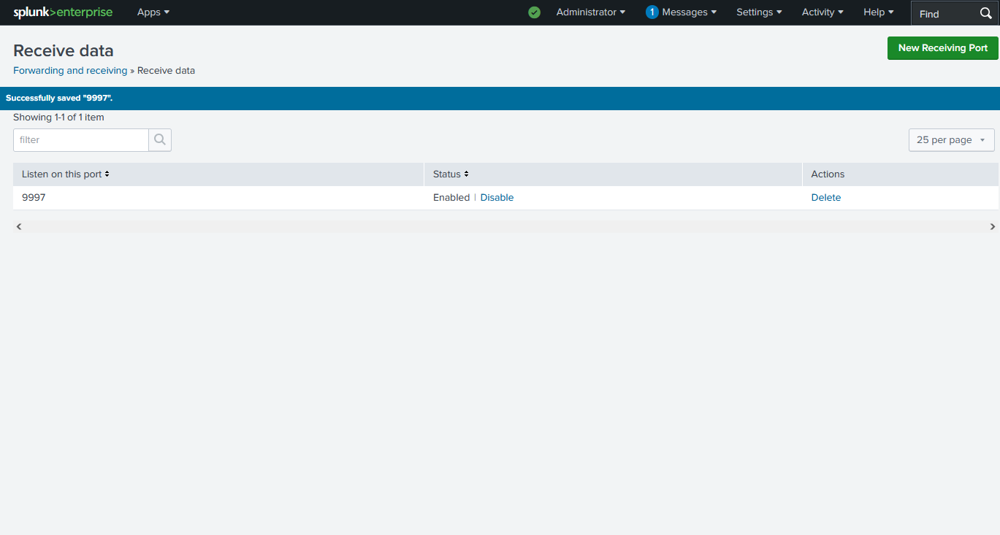 splunk>enterprise Apps Administrator 1 Messages Settings Activity Help Find
Receive data
New Receiving Port
Forwarding and receiving » Receive data
Successfully saved "9997".
Showing 1-1 of 1 item
filter
25 per page
Listen on this port Status Actions
9997 Enabled | Disable Delete